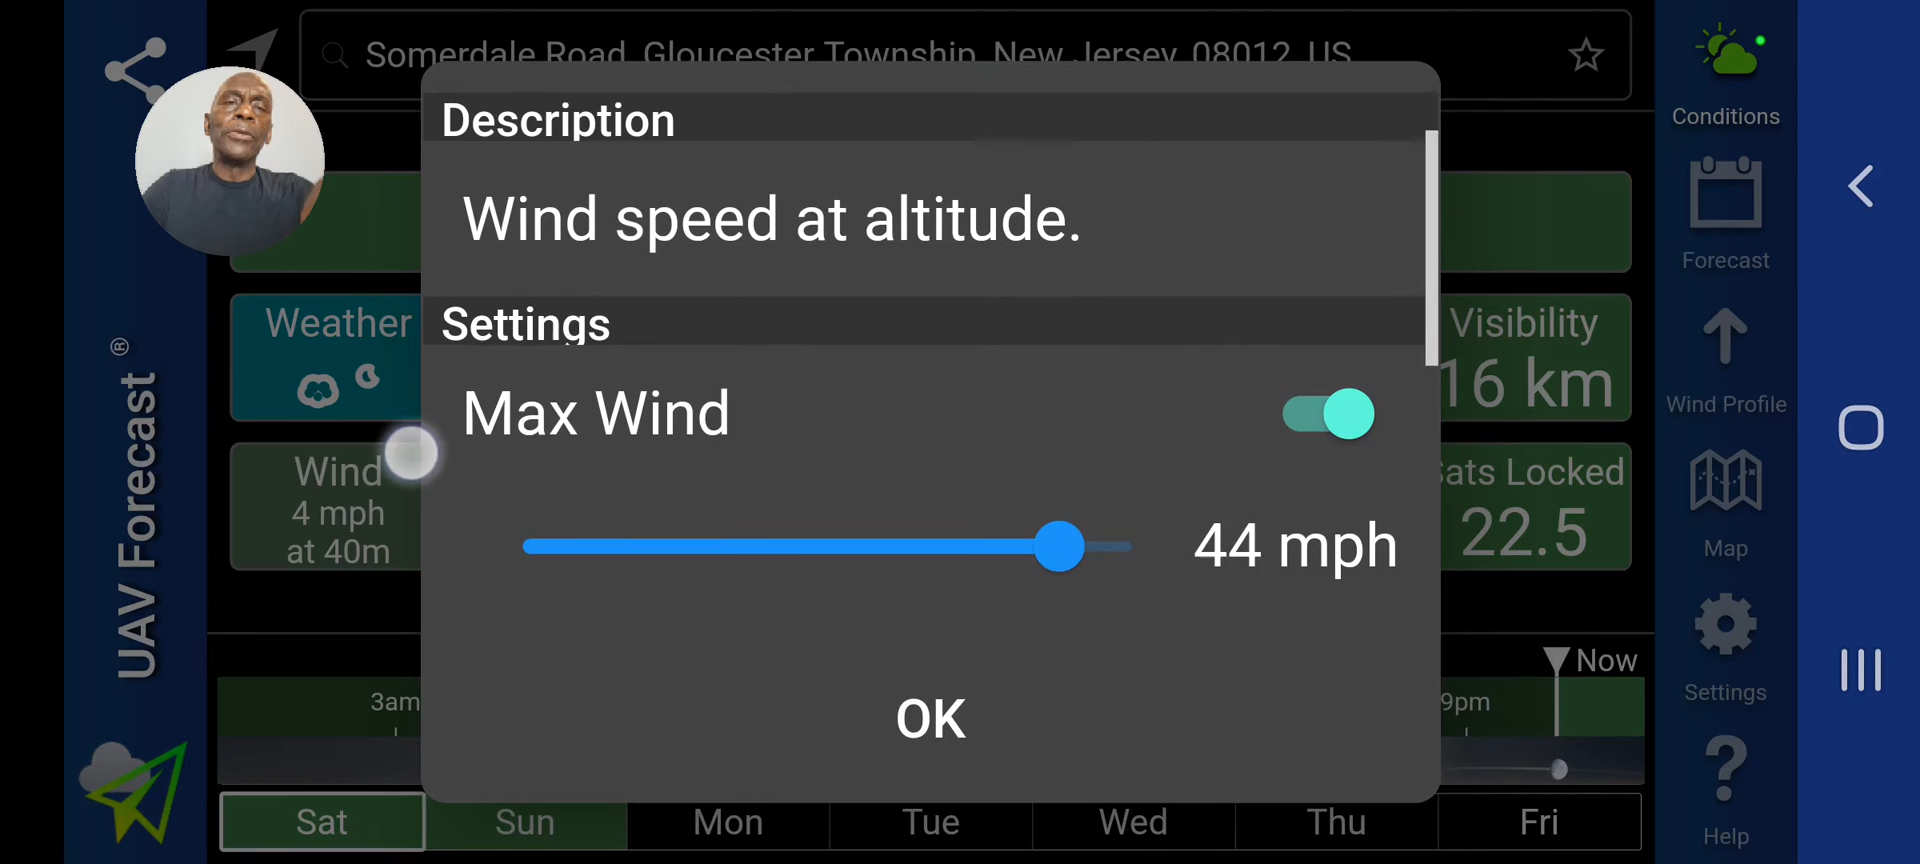 Somerdale Road, Gloucester Township, New Jersey, 08012, US
Description
Wind speed at altitude.
Settings
Max Wind
44 mph
OK
UAV Forecast®
Weather
Wind
4 mph
at 40m
Visibility
16 km
Sats Locked
22.5
Now
3am
9pm
Sat
Sun
Mon
Tue
Wed
Thu
Fri
Conditions
Forecast
Wind Profile
Map
Settings
Help